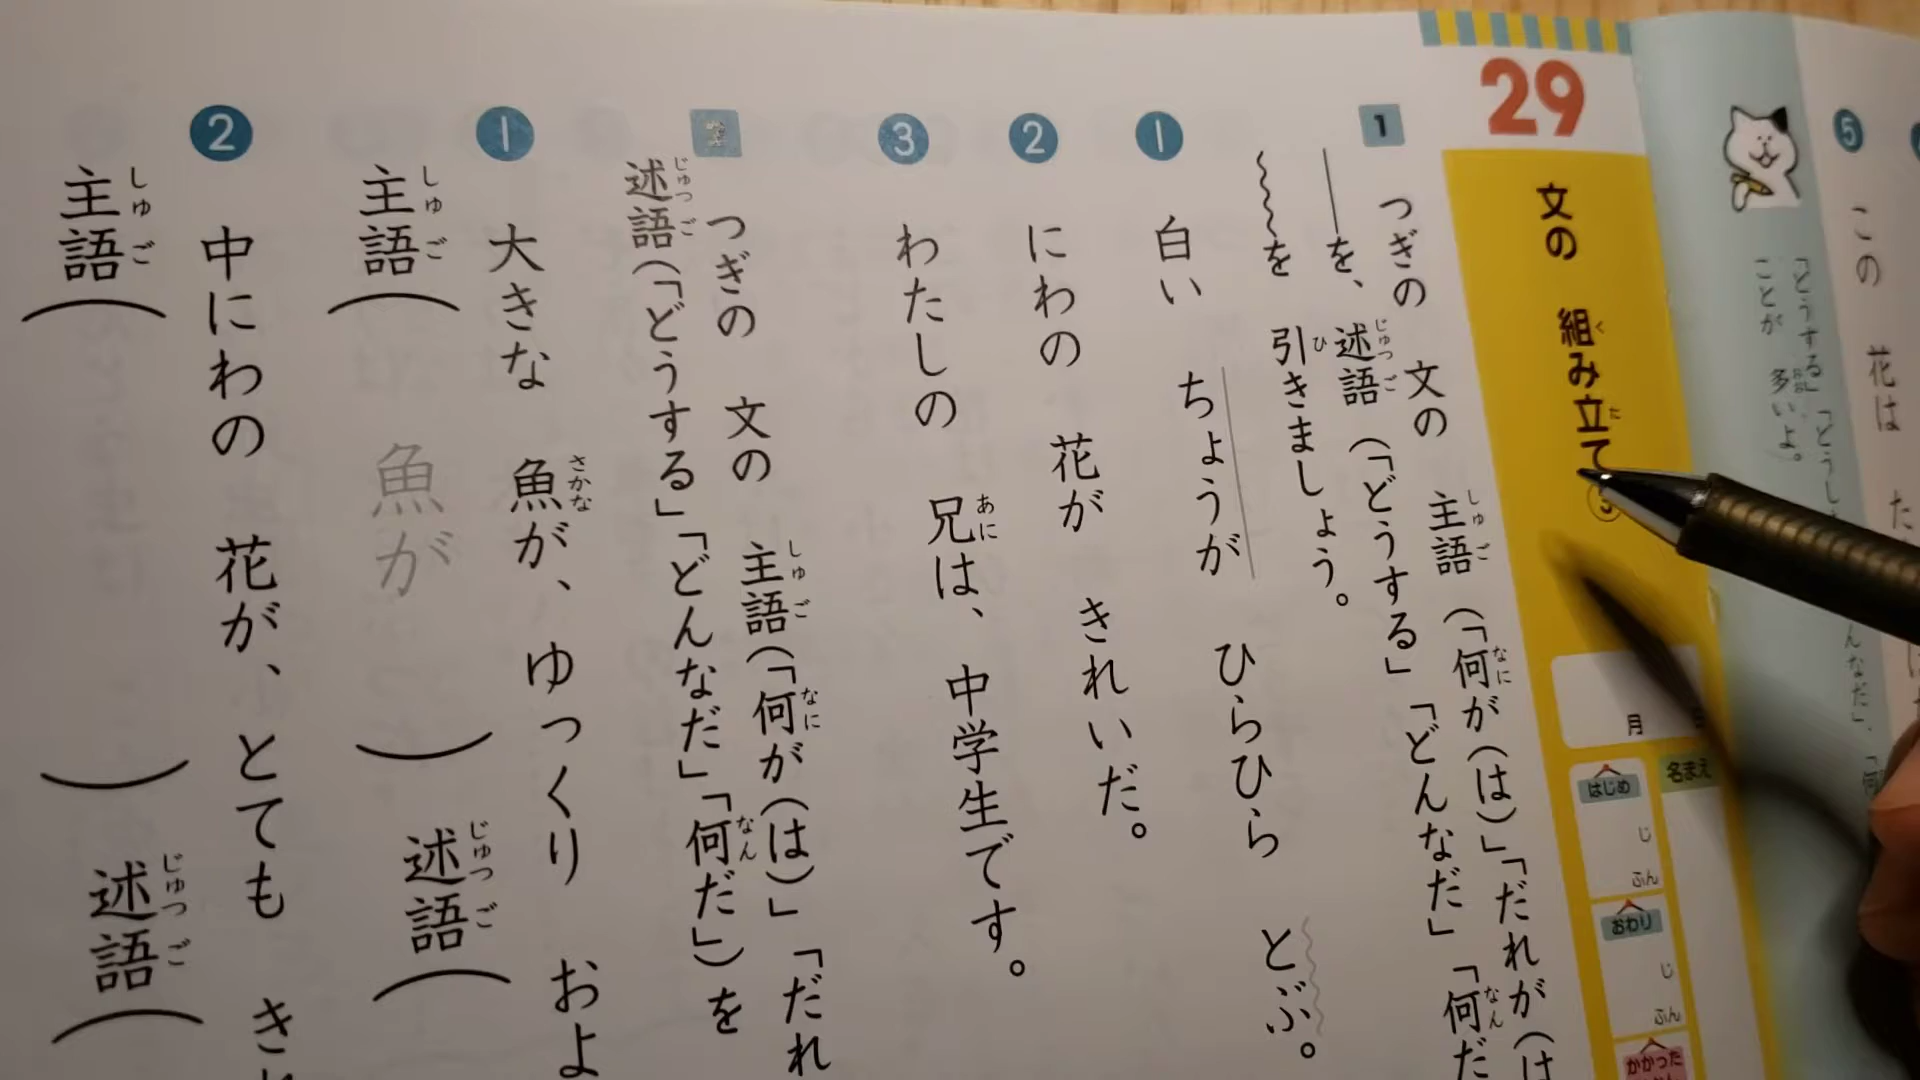 ⑤ この 花は た
「どうする」「どうし
ことが 多いよ。
んなだ」、「何
29
文の 組み立て
月
名まえ
はじめ
じ
ふん
おわり
じ
ふん
かかった
1 つぎの 文の 主語（「何が（は）」「だれが（は
──を、述語（「どうする」「どんなだ」「何だ
〰〰を 引きましょう。
① 白い ちょうが ひらひら とぶ。
② にわの 花が きれいだ。
③ わたしの 兄は、中学生です。
つぎの 文の 主語（「何が（は）」「だれ
述語（「どうする」「どんなだ」「何だ」）を
① 大きな 魚が、ゆっくり およ
主語（魚が）述語（
② 中にわの 花が、とても き
主語（ ）述語（